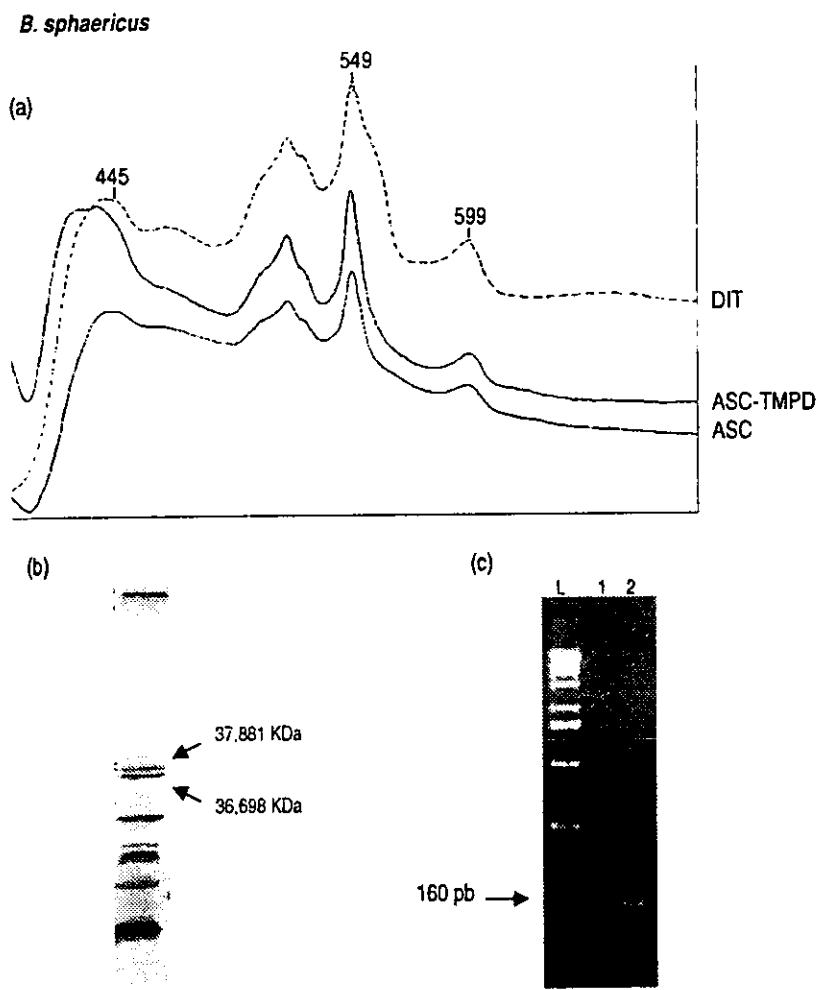 B. sphaericus
(a)
549
445
599
DIT
ASC-TMPD
ASC
(b)
37,881 KDa
36,698 KDa
(c)
L 1 2
160 pb